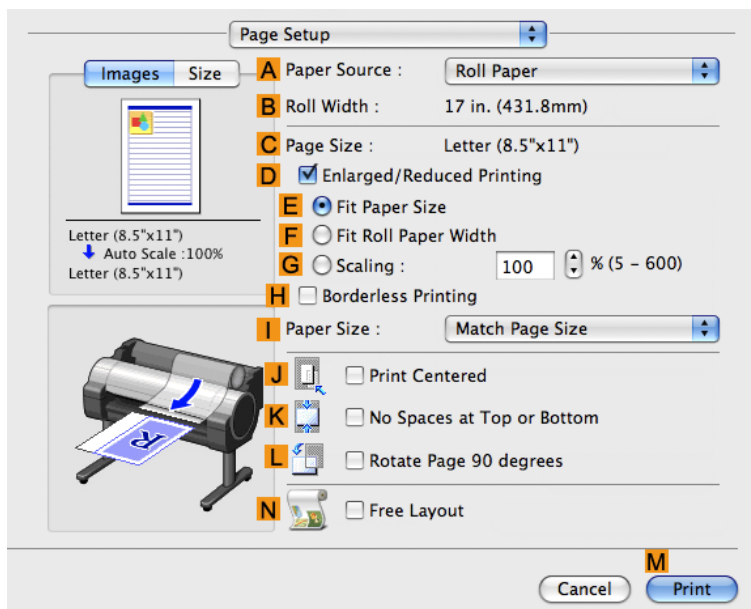 Page Setup
Images Size
A Paper Source : Roll Paper
B Roll Width : 17 in. (431.8mm)
C Page Size : Letter (8.5"x11")
D Enlarged/Reduced Printing
E Fit Paper Size
F Fit Roll Paper Width
G Scaling : 100 % (5 - 600)
H Borderless Printing
Letter (8.5"x11")
Auto Scale :100%
Letter (8.5"x11")
I Paper Size : Match Page Size
J Print Centered
K No Spaces at Top or Bottom
L Rotate Page 90 degrees
N Free Layout
R
M
Cancel Print